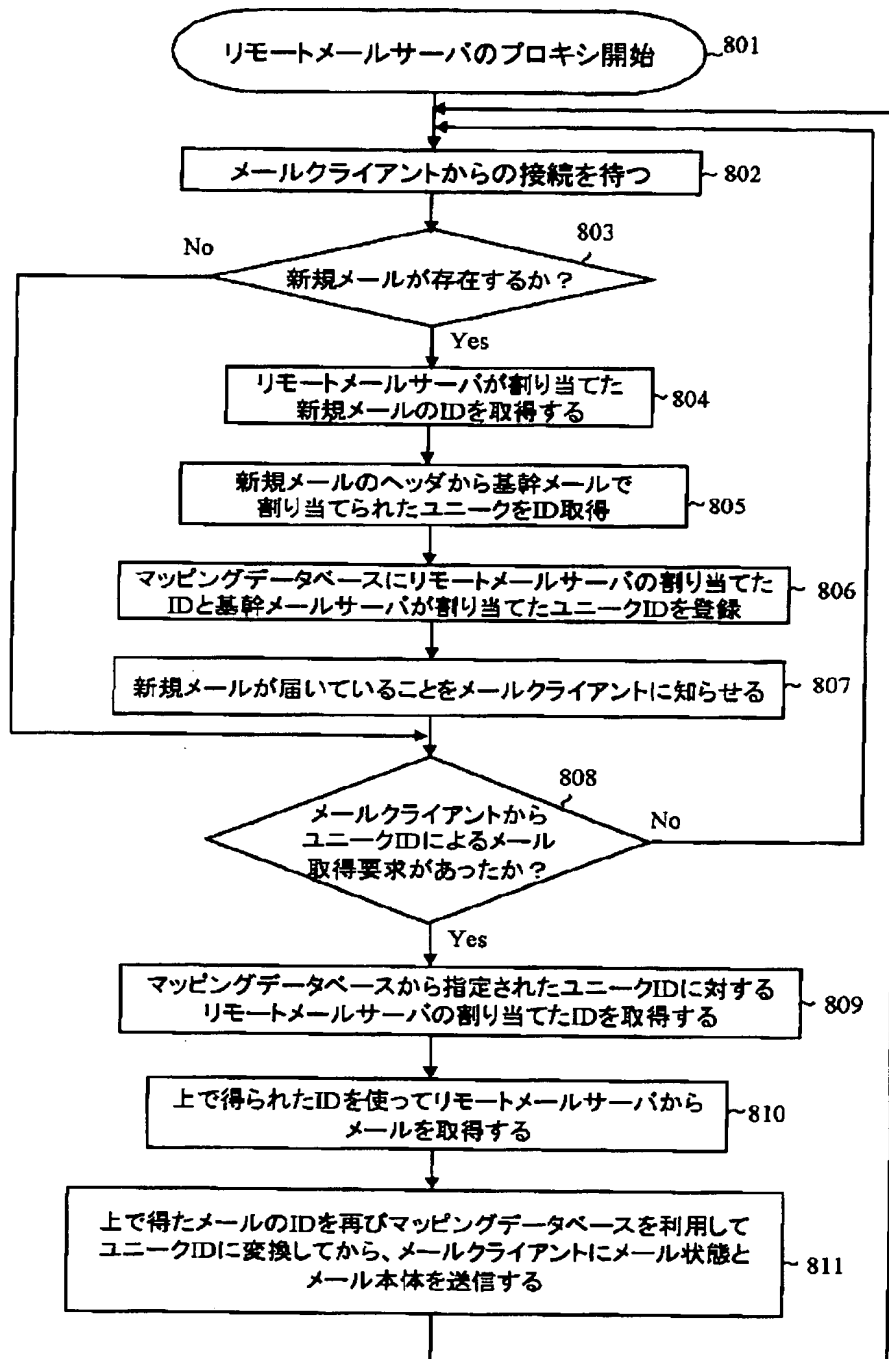 リモートメールサーバのプロキシ開始
801
メールクライアントからの接続を待つ
802
803
No
新規メールが存在するか？
Yes
リモートメールサーバが割り当てた
新規メールのIDを取得する
804
新規メールのヘッダから基幹メールで
割り当てられたユニークをID取得
805
マッピングデータベースにリモートメールサーバの割り当てた
IDと基幹メールサーバが割り当てたユニークIDを登録
806
新規メールが届いていることをメールクライアントに知らせる
807
808
メールクライアントから
ユニークIDによるメール
取得要求があったか？
No
Yes
マッピングデータベースから指定されたユニークIDに対する
リモートメールサーバの割り当てたIDを取得する
809
上で得られたIDを使ってリモートメールサーバから
メールを取得する
810
上で得たメールのIDを再びマッピングデータベースを利用して
ユニークIDに変換してから、メールクライアントにメール状態と
メール本体を送信する
811